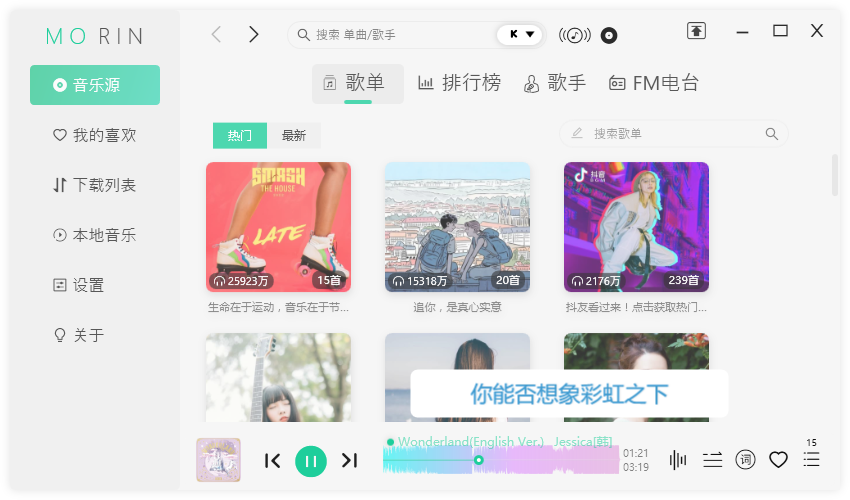 MO RIN
音乐源
我的喜欢
下载列表
本地音乐
设置
关于
搜索 单曲/歌手
K
歌单
排行榜
歌手
FM电台
热门
最新
搜索歌单
SMASH
THE HOUSE
LATE
25923万
15首
生命在于运动，音乐在于节...
15318万
20首
追你，是真心实意
抖音
2176万
239首
抖友看过来！点击获取热门...
你能否想象彩虹之下
Wonderland(English Ver.) Jessica[韩]
01:21
03:19
词
15